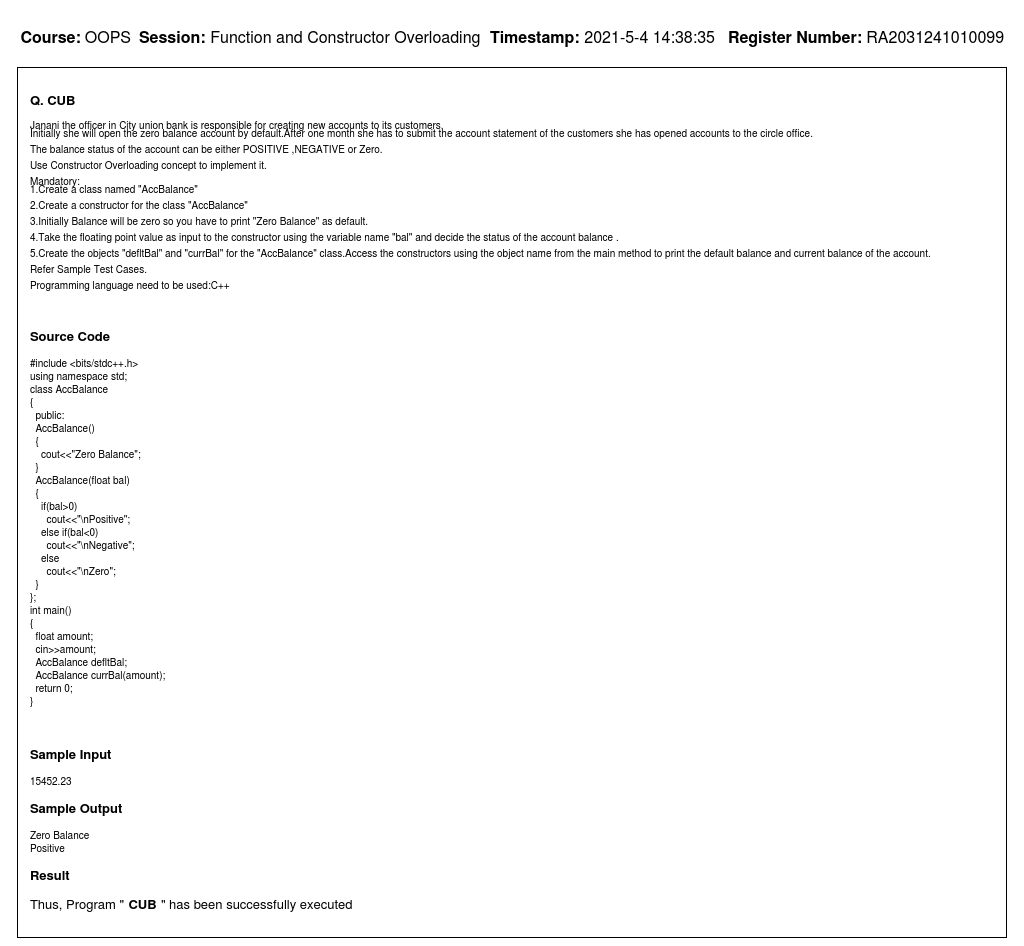 Course: OOPS Session: Function and Constructor Overloading Timestamp: 2021-5-4 14:38:35 Register Number: RA2031241010099
Q. CUB
Janani the officer in City union bank is responsible for creating new accounts to its customers.
Initially she will open the zero balance account by default.After one month she has to submit the account statement of the customers she has opened accounts to the circle office.
The balance status of the account can be either POSITIVE ,NEGATIVE or Zero.
Use Constructor Overloading concept to implement it.
Mandatory:
1.Create a class named "AccBalance"
2.Create a constructor for the class "AccBalance"
3.Initially Balance will be zero so you have to print "Zero Balance" as default.
4.Take the floating point value as input to the constructor using the variable name "bal" and decide the status of the account balance .
5.Create the objects "defltBal" and "currBal" for the "AccBalance" class.Access the constructors using the object name from the main method to print the default balance and current balance of the account.
Refer Sample Test Cases.
Programming language need to be used:C++
Source Code
#include <bits/stdc++.h>
using namespace std;
class AccBalance
{
public:
AccBalance()
{
cout<<"Zero Balance";
}
AccBalance(float bal)
{
if(bal>0)
cout<<"\nPositive";
else if(bal<0)
cout<<"\nNegative";
else
cout<<"\nZero";
}
};
int main()
{
float amount;
cin>>amount;
AccBalance defltBal;
AccBalance currBal(amount);
return 0;
}
Sample Input
15452.23
Sample Output
Zero Balance
Positive
Result
Thus, Program " CUB " has been successfully executed